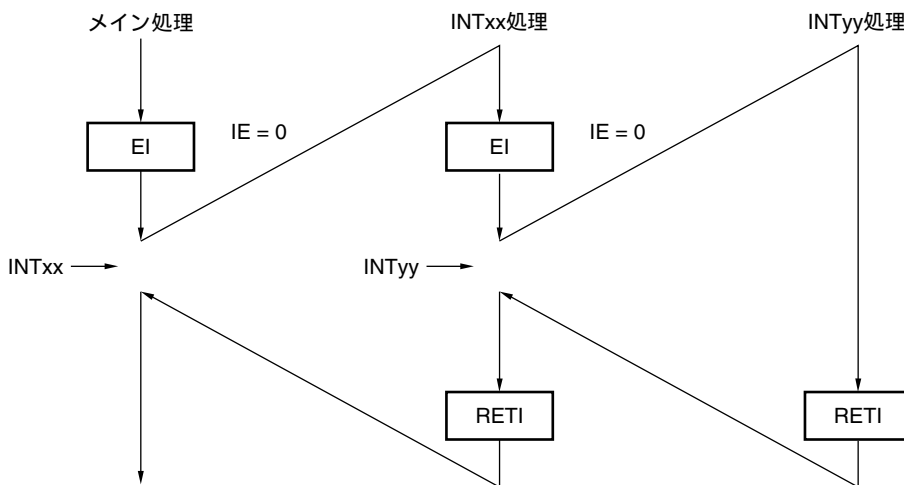 メイン処理
INTxx処理
INTyy処理
EI
IE = 0
EI
IE = 0
INTxx
INTyy
RETI
RETI